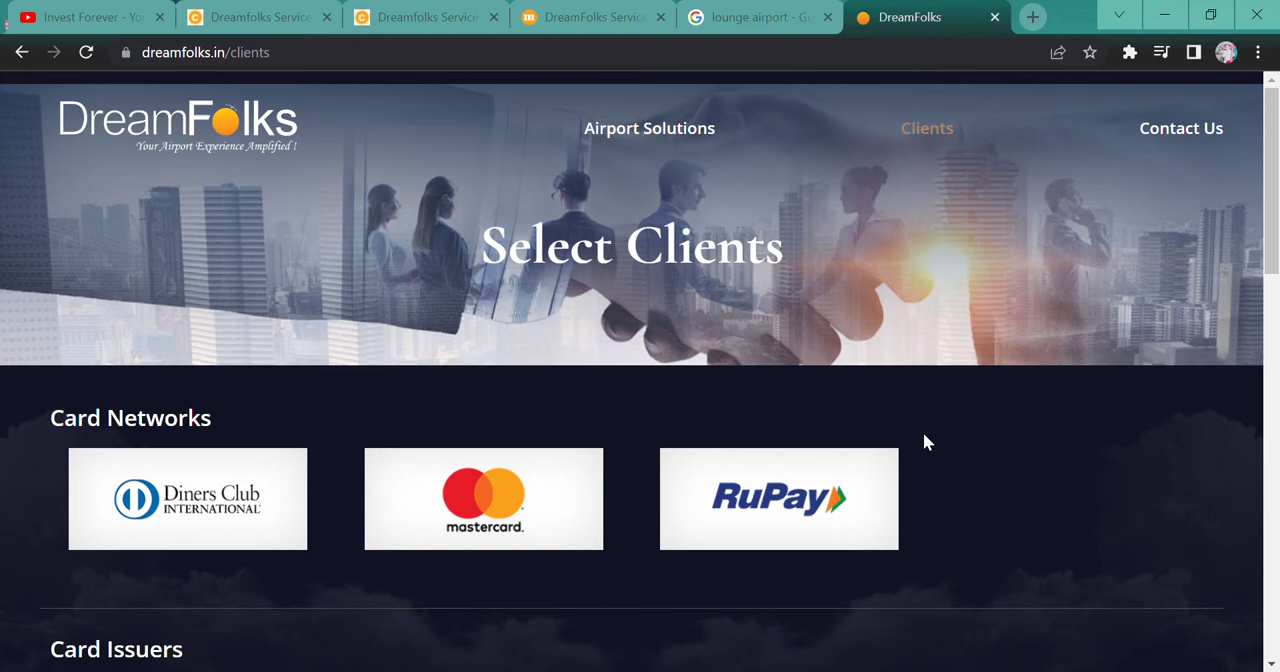 Invest Forever - Yo
Dreamfolks Service
Dreamfolks Service
DreamFolks Service
lounge airport - Go
DreamFolks
dreamfolks.in/clients
DreamFolks
Your Airport Experience Amplified !
Airport Solutions
Clients
Contact Us
Select Clients
Card Networks
Diners Club
INTERNATIONAL
mastercard.
RuPay
Card Issuers